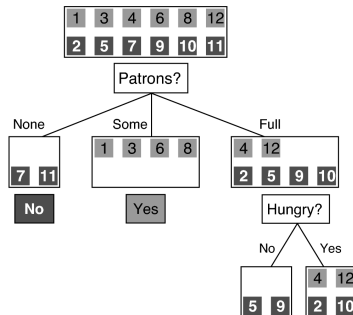 1 3 4 6 8 12
2 5 7 9 10 11
Patrons?
None Some Full
1 3 6 8 4 12
7 11 2 5 9 10
No Yes Hungry?
No Yes
4 12
5 9 2 10